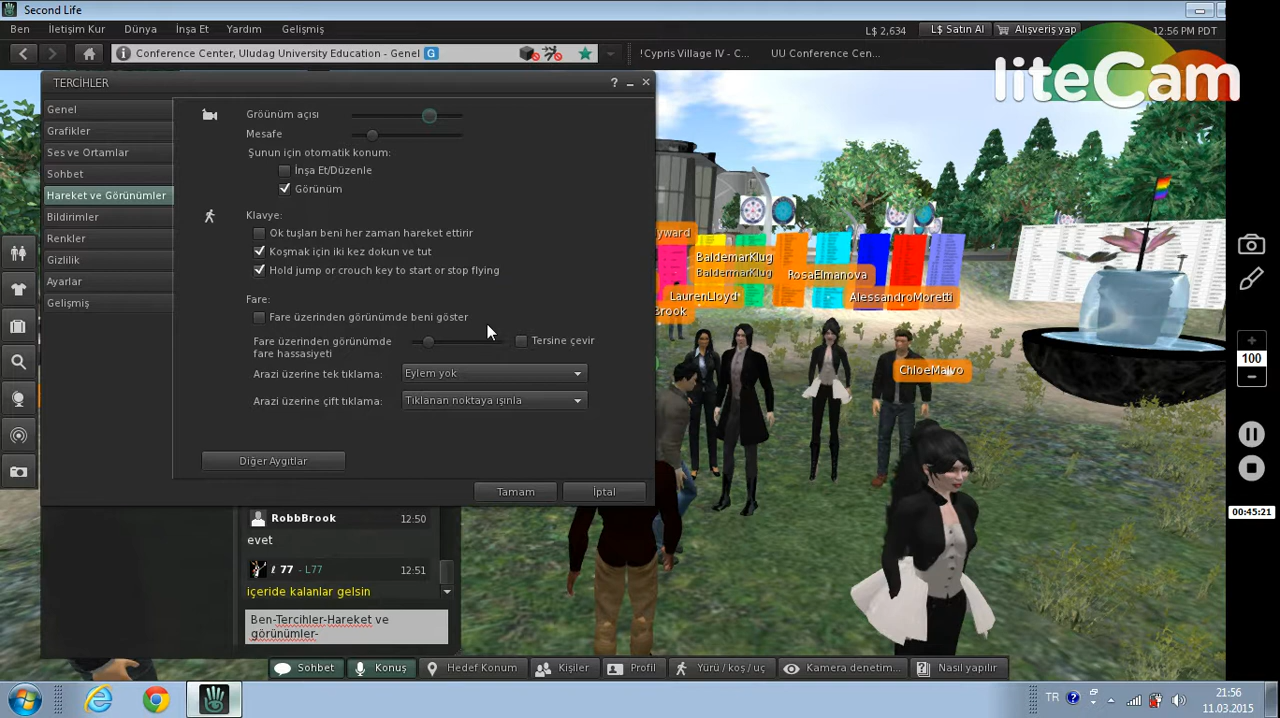 Second Life
Ben İletişim Kur Dünya İnşa Et Yardım Gelişmiş
L$ 2,634 L$ Satın Al Alışveriş yap 12:56 PM PDT
Conference Center, Uludag University Education - Genel G
!Cypris Village IV - C... UU Conference Cen...
liteCam
TERCİHLER
? _ ×
Genel
Grafikler
Ses ve Ortamlar
Sohbet
Hareket ve Görünümler
Bildirimler
Renkler
Gizlilik
Ayarlar
Gelişmiş
Gröünüm açısı
Mesafe
Şunun için otomatik konum:
İnşa Et/Düzenle
Görünüm
Klavye:
Ok tuşları beni her zaman hareket ettiir
Koşmak için iki kez basın ve tut
Hold jump or crouch key to start or stop flying
Fare:
Fare üzerinden görünümde beni göster
Fare üzerinden görünümde
fare hassasiyeti
Tersine çevir
Arazi üzerine tek tıklama: Eylem yok
Arazi üzerine çift tıklama: Tıklanan noktaya ışınla
Diğer Aygıtlar
Tamam İptal
yward
BaldemarKlug
BaldemarKlug
RosaElmanova
LaurenLloyd
AlessandroMoretti
Brook
ChloeMalvo
100
00:45:21
RobbBrook 12:50
evet
ℓ 77 - L77 12:51
içeride kalanlar gelsin
Ben-Tercihler-Hareket ve
görünümler-
Sohbet Konuş Hedef Konum Kişiler Profil Yürü / koş / uç Kamera denetim... Nasıl yapılır
TR 21:56
11.03.2015